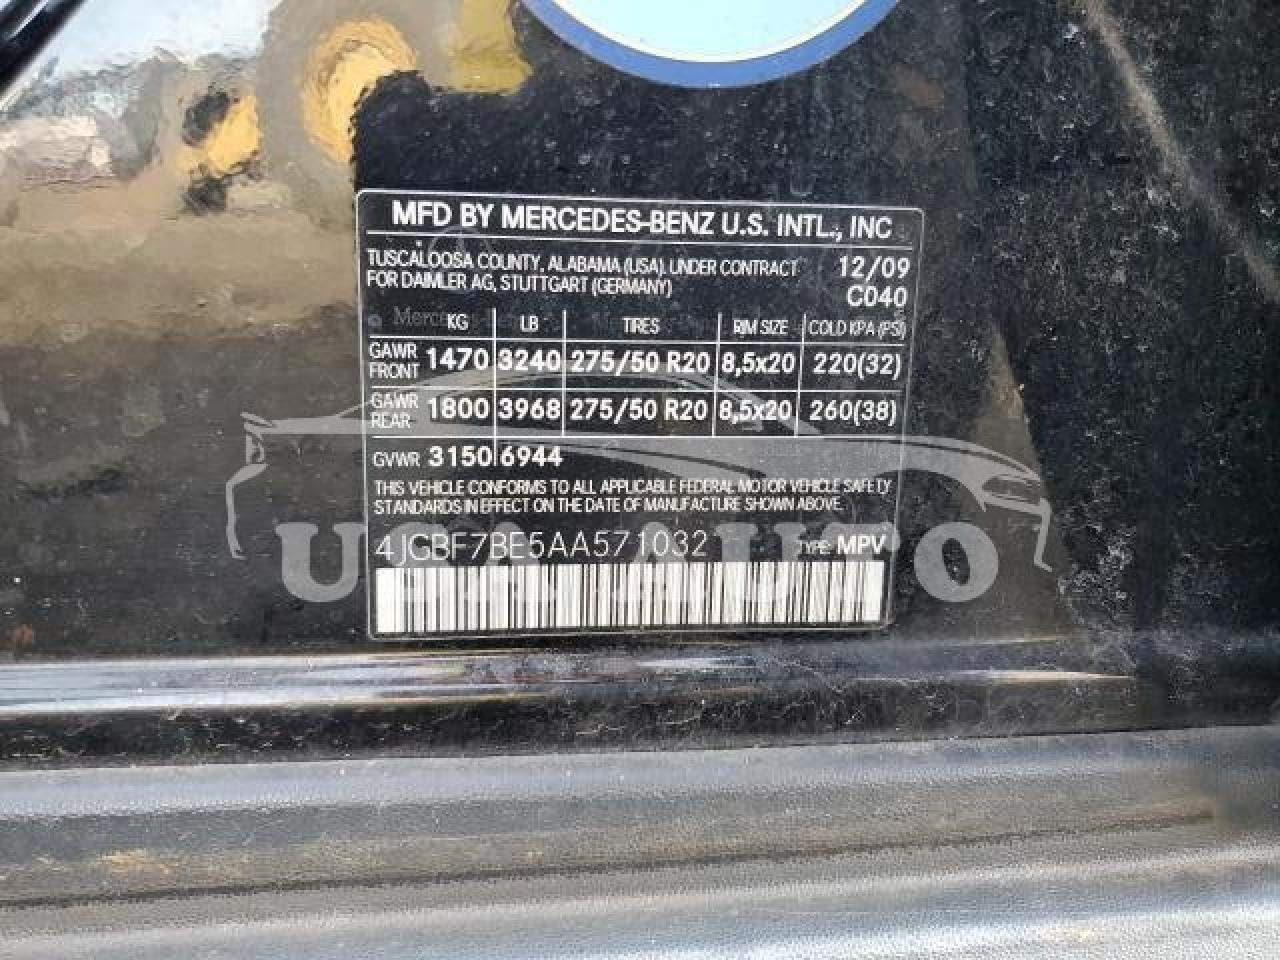 MFD BY MERCEDES-BENZ U.S. INTL., INC
TUSCALOOSA COUNTY, ALABAMA (USA). UNDER CONTRACT 12/09
FOR DAIMLER AG, STUTTGART (GERMANY) C040
KG LB TIRES RIM SIZE COLD KPA (PSI)
GAWR FRONT 1470 3240 275/50 R20 8,5x20 220(32)
GAWR REAR 1800 3968 275/50 R20 8,5x20 260(38)
GVWR 3150 6944
THIS VEHICLE CONFORMS TO ALL APPLICABLE FEDERAL MOTOR VEHICLE SAFETY
STANDARDS IN EFFECT ON THE DATE OF MANUFACTURE SHOWN ABOVE.
4JGBF7BE5AA571032 TYPE: MPV
USA AUTO